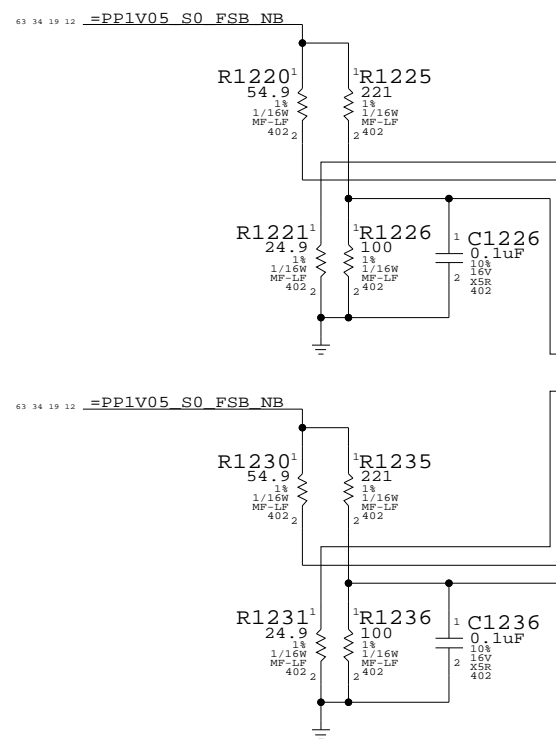 63 34 19 12 =PP1V05_S0_FSB_NB
R1220 1 1 R1225
54.9 221
1% 1%
1/16W 1/16W
MF-LF MF-LF
402 2 2 402
R1221 1 1 R1226
24.9 100
1% 1%
1/16W 1/16W
MF-LF MF-LF
402 2 2 402
1 C1226
0.1uF
10%
2 16V
X5R
402
63 34 19 12 =PP1V05_S0_FSB_NB
R1230 1 1 R1235
54.9 221
1% 1%
1/16W 1/16W
MF-LF MF-LF
402 2 2 402
R1231 1 1 R1236
24.9 100
1% 1%
1/16W 1/16W
MF-LF MF-LF
402 2 2 402
1 C1236
0.1uF
10%
2 16V
X5R
402